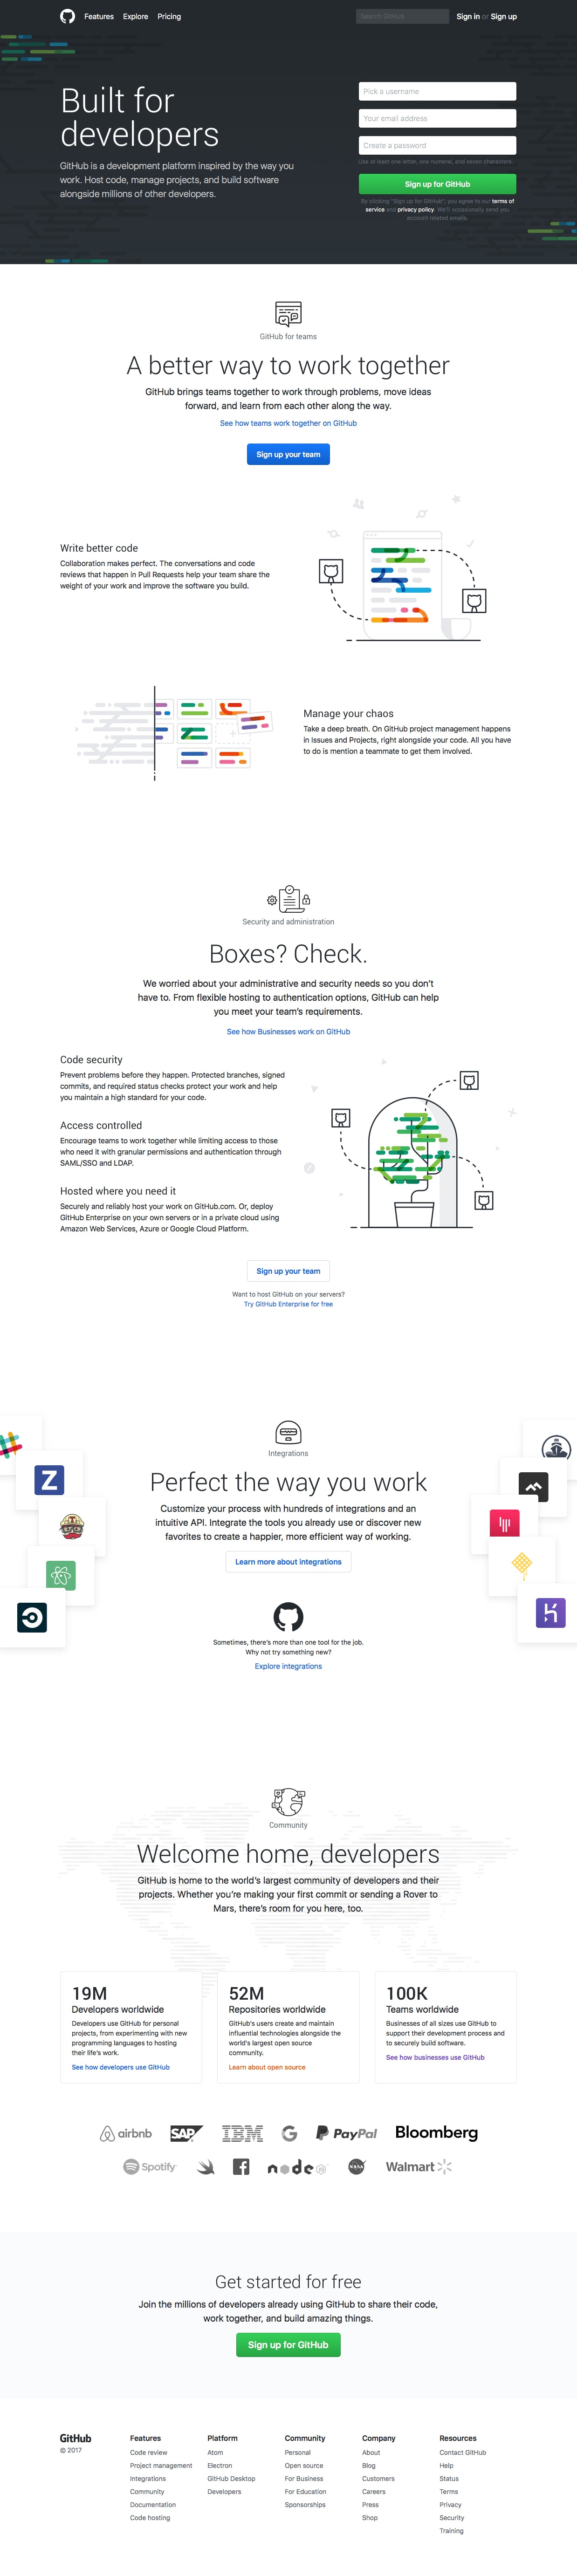 Features Explore Pricing Search GitHub Sign in or Sign up
Built for
developers
GitHub is a development platform inspired by the way you
work. Host code, manage projects, and build software
alongside millions of other developers.
Pick a username
Your email address
Create a password
Use at least one letter, one numeral, and seven characters.
Sign up for GitHub
By clicking "Sign up for GitHub", you agree to our terms of
service and privacy policy. We'll occasionally send you
account related emails.
GitHub for teams
A better way to work together
GitHub brings teams together to work through problems, move ideas
forward, and learn from each other along the way.
See how teams work together on GitHub
Sign up your team
Write better code
Collaboration makes perfect. The conversations and code
reviews that happen in Pull Requests help your team share the
weight of your work and improve the software you build.
Manage your chaos
Take a deep breath. On GitHub project management happens
in Issues and Projects, right alongside your code. All you have
to do is mention a teammate to get them involved.
Security and administration
Boxes? Check.
We worried about your administrative and security needs so you don't
have to. From flexible hosting to authentication options, GitHub can help
you meet your team's requirements.
See how Businesses work on GitHub
Code security
Prevent problems before they happen. Protected branches, signed
commits, and required status checks protect your work and help
you maintain a high standard for your code.
Access controlled
Encourage teams to work together while limiting access to those
who need it with granular permissions and authentication through
SAML/SSO and LDAP.
Hosted where you need it
Securely and reliably host your work on GitHub.com. Or, deploy
GitHub Enterprise on your own servers or in a private cloud using
Amazon Web Services, Azure or Google Cloud Platform.
Sign up your team
Want to host GitHub on your servers?
Try GitHub Enterprise for free
Integrations
Perfect the way you work
Customize your process with hundreds of integrations and an
intuitive API. Integrate the tools you already use or discover new
favorites to create a happier, more efficient way of working.
Learn more about integrations
Z
Sometimes, there's more than one tool for the job.
Why not try something new?
Explore integrations
Community
Welcome home, developers
GitHub is home to the world's largest community of developers and their
projects. Whether you're making your first commit or sending a Rover to
Mars, there's room for you here, too.
19M
Developers worldwide
Developers use GitHub for personal
projects, from experimenting with new
programming languages to hosting
their life's work.
See how developers use GitHub
52M
Repositories worldwide
GitHub's users create and maintain
influential technologies alongside the
world's largest open source
community.
Learn about open source
100K
Teams worldwide
Businesses of all sizes use GitHub to
support their development process and
to securely build software.
See how businesses use GitHub
airbnb SAP IBM G PayPal Bloomberg
Spotify node JS NASA Walmart
Get started for free
Join the millions of developers already using GitHub to share their code,
work together, and build amazing things.
Sign up for GitHub
GitHub
© 2017
Features
Code review
Project management
Integrations
Community
Documentation
Code hosting
Platform
Atom
Electron
GitHub Desktop
Developers
Community
Personal
Open source
For Business
For Education
Sponsorships
Company
About
Blog
Customers
Careers
Press
Shop
Resources
Contact GitHub
Help
Status
Terms
Privacy
Security
Training